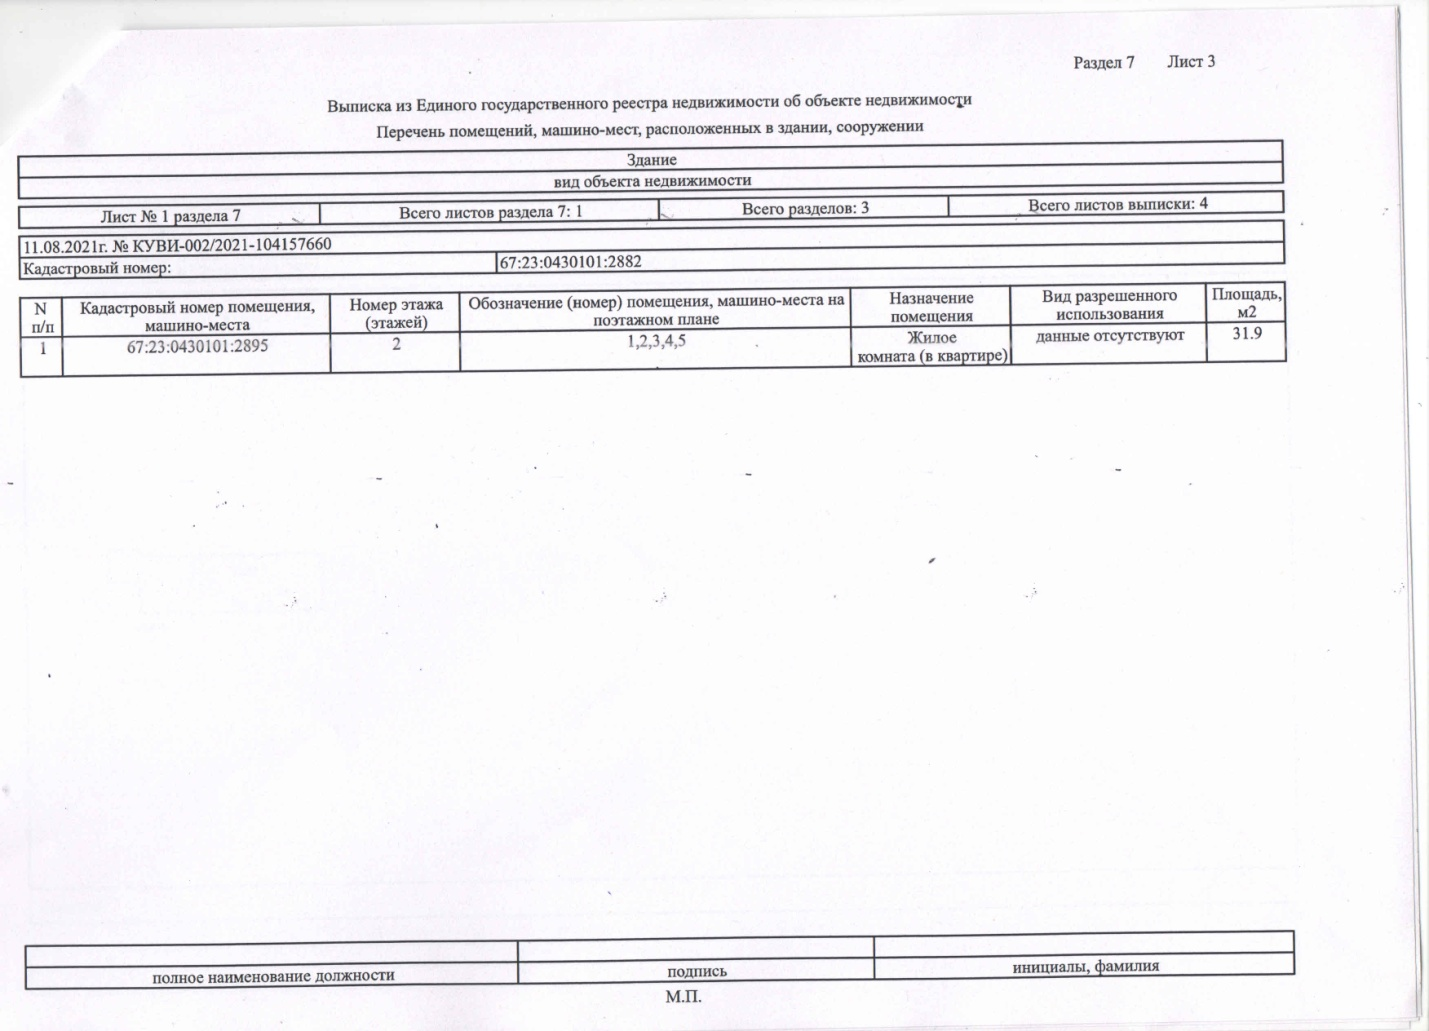 Раздел 7 Лист 3
Выписка из Единого государственного реестра недвижимости об объекте недвижимости
Перечень помещений, машино-мест, расположенных в здании, сооружении
Здание
вид объекта недвижимости
Лист № 1 раздела 7 Всего листов раздела 7: 1 Всего разделов: 3 Всего листов выписки: 4
11.08.2021г. № КУВИ-002/2021-104157660
Кадастровый номер: 67:23:0430101:2882
N п/п Кадастровый номер помещения, машино-места Номер этажа (этажей) Обозначение (номер) помещения, машино-места на поэтажном плане Назначение помещения Вид разрешенного использования Площадь, м2
1 67:23:0430101:2895 2 1,2,3,4,5 Жилое комната (в квартире) данные отсутствуют 31.9
полное наименование должности подпись инициалы, фамилия
М.П.